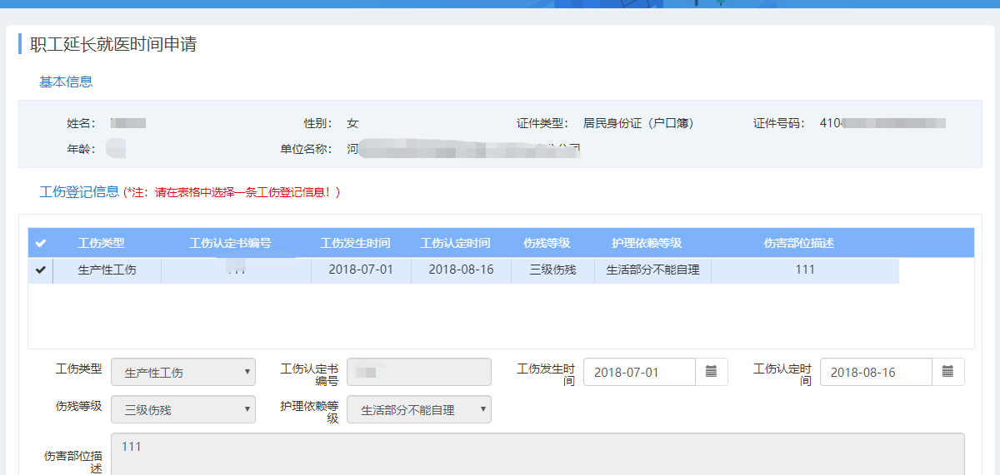 职工延长就医时间申请
基本信息
姓名： 性别： 女 证件类型： 居民身份证（户口簿） 证件号码： 410
年龄： 单位名称： 河
工伤登记信息 (*注：请在表格中选择一条工伤登记信息！)
工伤类型 工伤认定书编号 工伤发生时间 工伤认定时间 伤残等级 护理依赖等级 伤害部位描述
生产性工伤 2018-07-01 2018-08-16 三级伤残 生活部分不能自理 111
工伤类型 生产性工伤 工伤认定书编号 工伤发生时间 2018-07-01 工伤认定时间 2018-08-16
伤残等级 三级伤残 护理依赖等级 生活部分不能自理
伤害部位描述 111